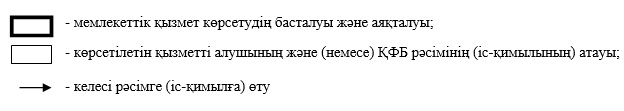 - мемлекеттік қызмет көрсетудің басталуы және аяқталуы;
- көрсетілетін қызметті алушының және (немесе) ҚФБ рәсімінің (іс-қимылының) атауы;
- келесі рәсімге (іс-қимылға) өту